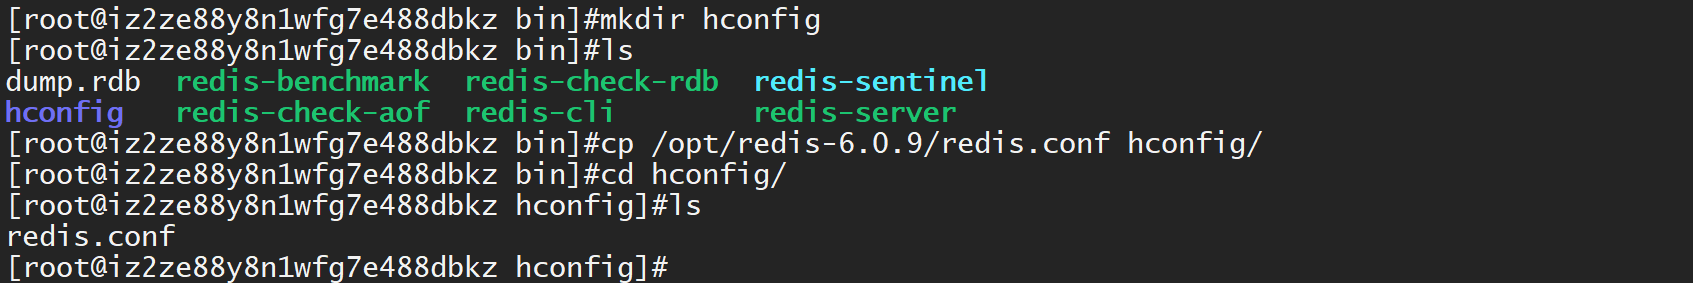 [root@iz2ze88y8n1wfg7e488dbkz bin]#mkdir hconfig
[root@iz2ze88y8n1wfg7e488dbkz bin]#ls
dump.rdb  redis-benchmark  redis-check-rdb  redis-sentinel
hconfig   redis-check-aof  redis-cli        redis-server
[root@iz2ze88y8n1wfg7e488dbkz bin]#cp /opt/redis-6.0.9/redis.conf hconfig/
[root@iz2ze88y8n1wfg7e488dbkz bin]#cd hconfig/
[root@iz2ze88y8n1wfg7e488dbkz hconfig]#ls
redis.conf
[root@iz2ze88y8n1wfg7e488dbkz hconfig]#